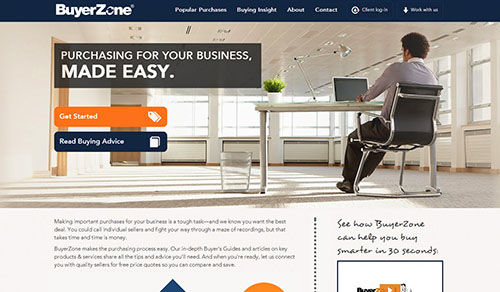 BuyerZone
Popular Purchases Buying Insight About Contact Client log-in Work with us
PURCHASING FOR YOUR BUSINESS,
MADE EASY.
Get Started
Read Buying Advice
Making important purchases for your business is a tough task—and we know you want the best
deal. You could call individual sellers and fight your way through a maze of recordings, but that
takes time and time is money.
BuyerZone makes the purchasing process easy. Our in-depth Buyer's Guides and articles on key
products & services share all the tips and advice you'll need. And when you're ready, let us connect
you with quality sellers for free price quotes so you can compare and save.
See how BuyerZone
can help you buy
smarter in 30 seconds:
BuyerZone